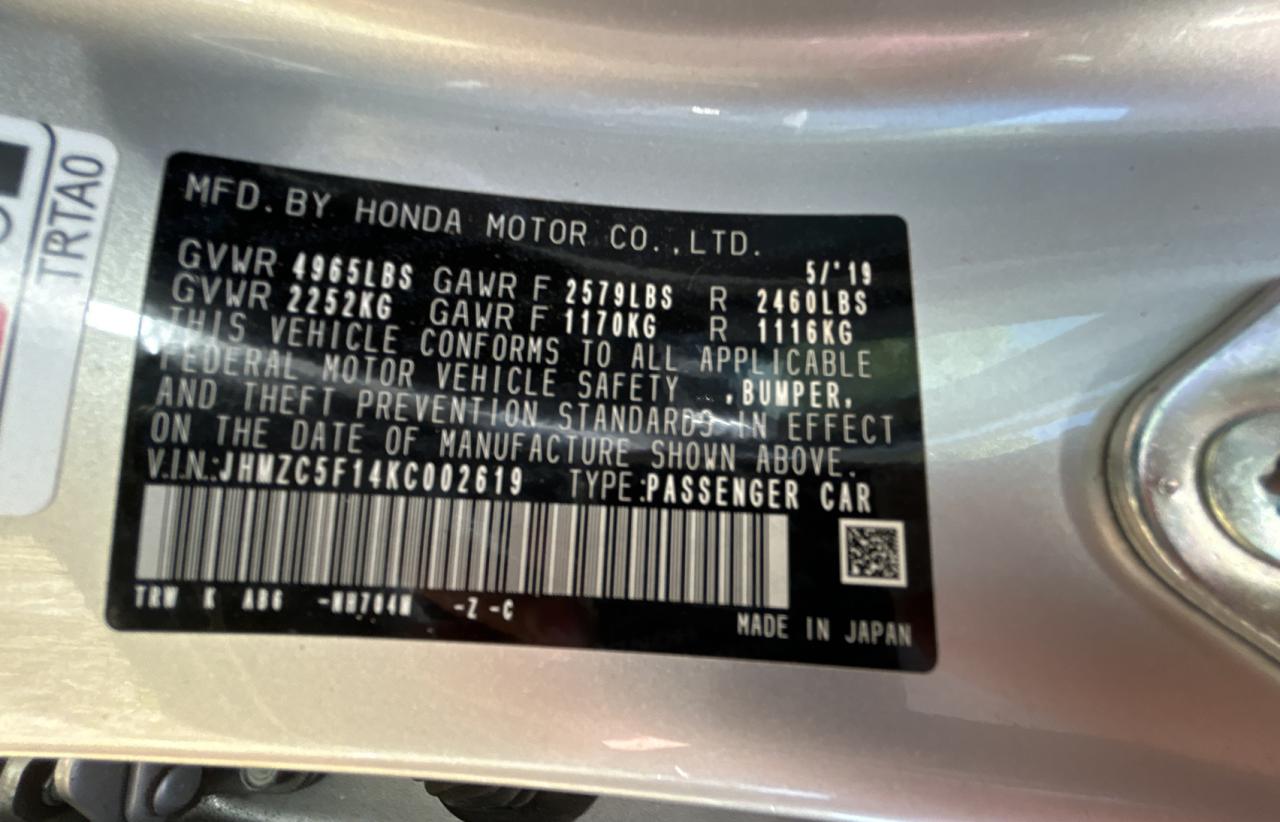 TRTA0
MFD. BY HONDA MOTOR CO.,LTD.
5/'19
GVWR 4965LBS GAWR F 2579LBS R 2460LBS
GVWR 2252KG GAWR F 1170KG R 1116KG
THIS VEHICLE CONFORMS TO ALL APPLICABLE
FEDERAL MOTOR VEHICLE SAFETY ,BUMPER,
AND THEFT PREVENTION STANDARDS IN EFFECT
ON THE DATE OF MANUFACTURE SHOWN ABOVE.
V.I.N.:JHMZC5F14KC002619 TYPE:PASSENGER CAR
TRW K -Z -C
MADE IN JAPAN